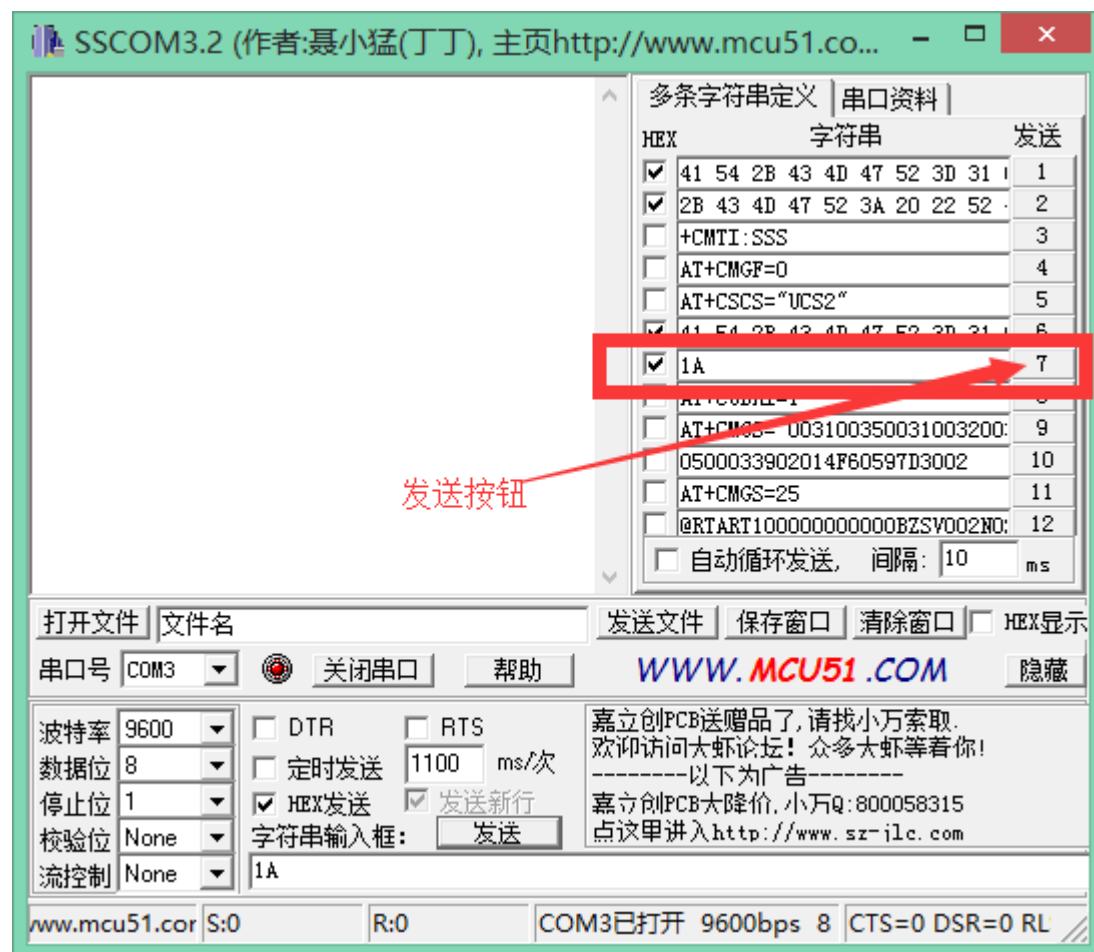 SSCOM3.2 (作者:聂小猛(丁丁), 主页http://www.mcu51.co...
多条字符串定义 串口资料
HEX 字符串 发送
41 54 2B 43 4D 47 52 3D 31 1
2B 43 4D 47 52 3A 20 22 52 2
+CMTI:SSS 3
AT+CMGF=0 4
AT+CSCS="UCS2" 5
41 54 2B 43 4D 47 52 3D 31 6
1A 7
8
AT+CMGS= 003100350031003200 9
0500033902014F60597D3002 10
AT+CMGS=25 11
@RTART100000000000BZSV002NO 12
发送按钮
自动循环发送, 间隔: 10 ms
打开文件 文件名 发送文件 保存窗口 清除窗口 HEX显示
串口号 COM3 关闭串口 帮助 WWW.MCU51.COM 隐藏
波特率 9600 DTR RTS
数据位 8 定时发送 1100 ms/次
停止位 1 HEX发送 发送新行
校验位 None 字符串输入框: 发送
流控制 None 1A
嘉立创PCB送赠品了,请找小万索取.
欢迎访问大虾论坛!众多大虾等着你!
--------以下为广告--------
嘉立创PCB大降价,小万Q:800058315
点这里进入http://www.sz-jlc.com
www.mcu51.cor S:0 R:0 COM3已打开 9600bps 8 CTS=0 DSR=0 RL